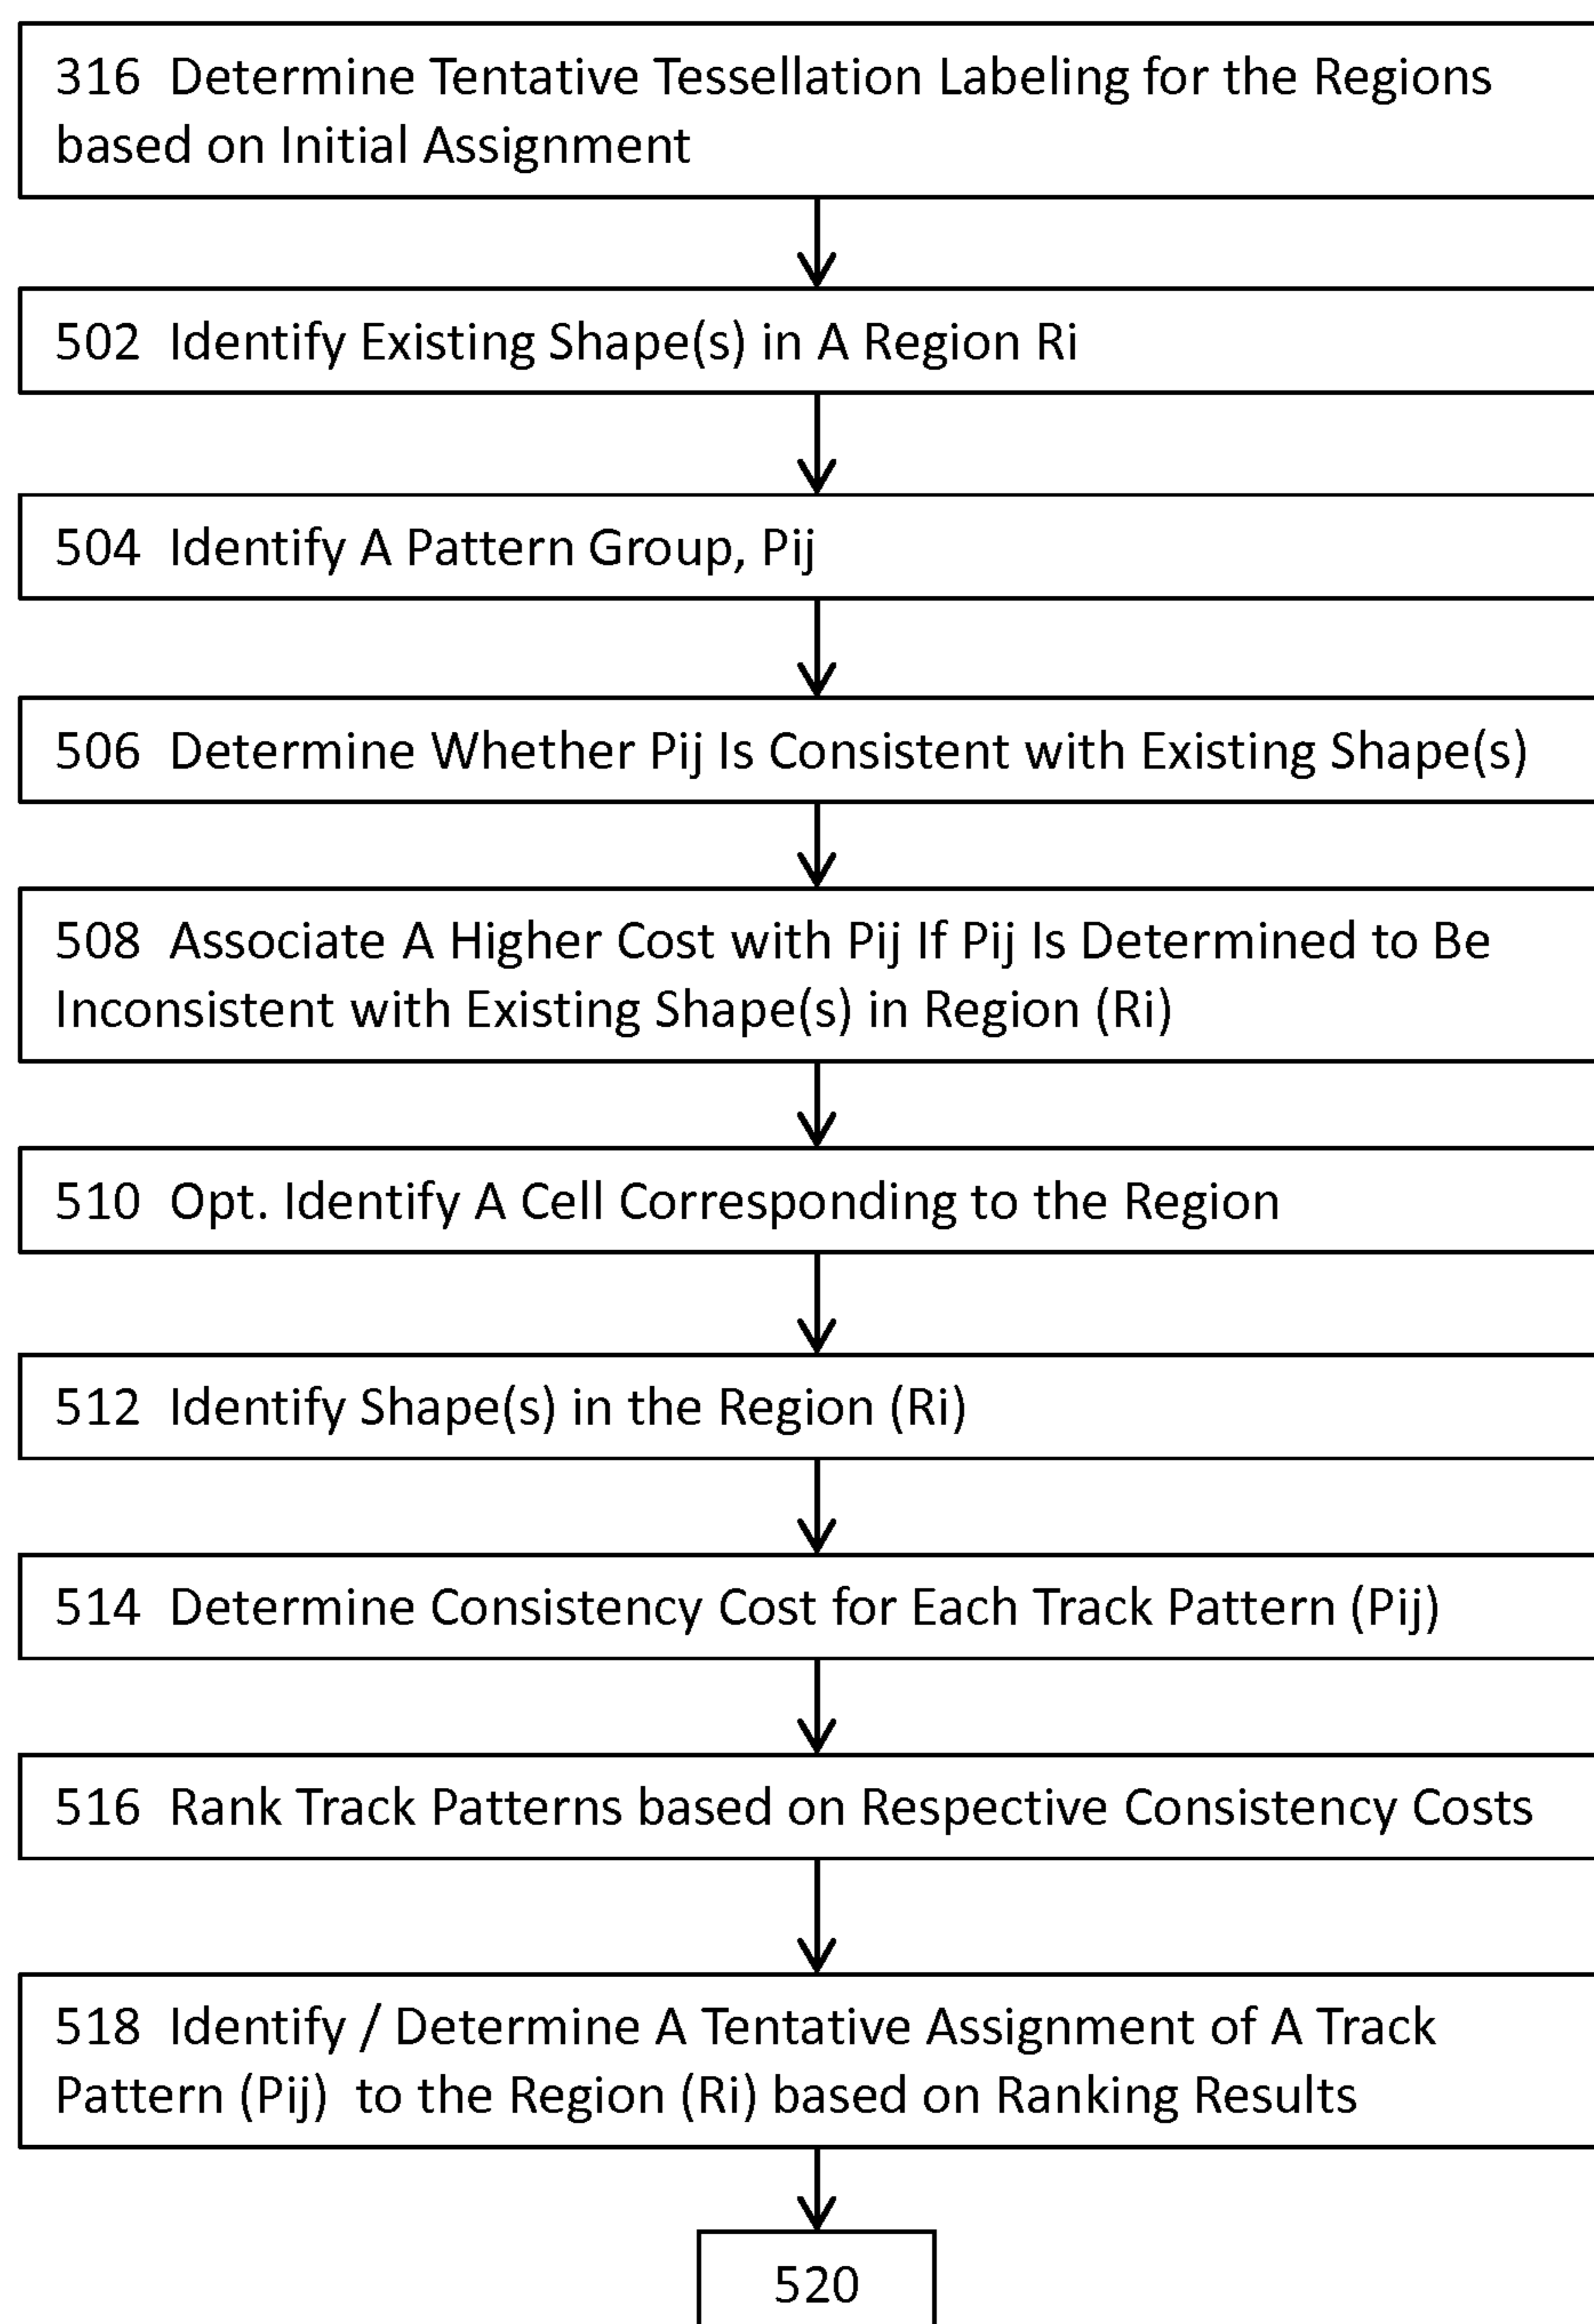 316 Determine Tentative Tessellation Labeling for the Regions
based on Initial Assignment
502 Identify Existing Shape(s) in A Region Ri
504 Identify A Pattern Group, Pij
506 Determine Whether Pij Is Consistent with Existing Shape(s)
508 Associate A Higher Cost with Pij If Pij Is Determined to Be
Inconsistent with Existing Shape(s) in Region (Ri)
510 Opt. Identify A Cell Corresponding to the Region
512 Identify Shape(s) in the Region (Ri)
514 Determine Consistency Cost for Each Track Pattern (Pij)
516 Rank Track Patterns based on Respective Consistency Costs
518 Identify / Determine A Tentative Assignment of A Track
Pattern (Pij) to the Region (Ri) based on Ranking Results
520